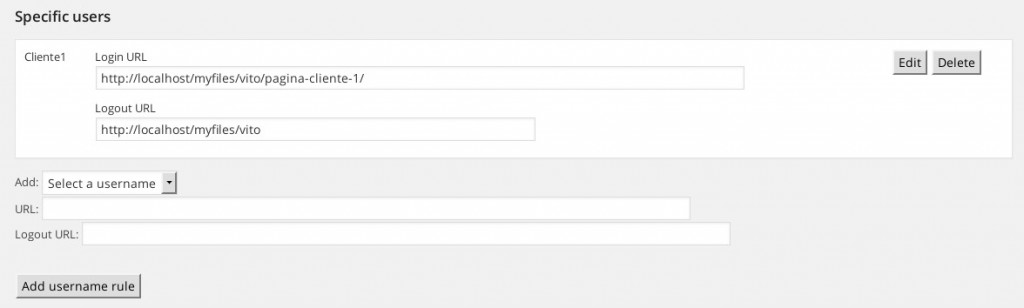 Specific users
Cliente1 Login URL
http://localhost/myfiles/vito/pagina-cliente-1/ Edit Delete
Logout URL
http://localhost/myfiles/vito
Add: Select a username
URL:
Logout URL:
Add username rule